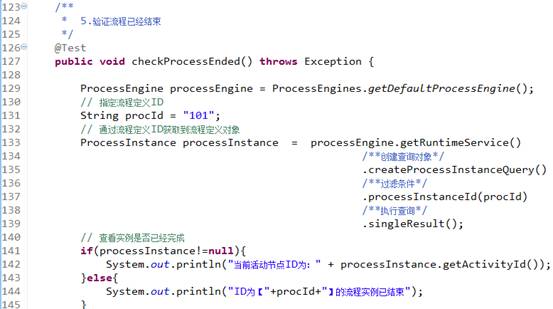 123 /**
124 * 5.验证流程已经结束
125 */
126 @Test
127 public void checkProcessEnded() throws Exception {
128
129 ProcessEngine processEngine = ProcessEngines.getDefaultProcessEngine();
130 // 指定流程定义ID
131 String procId = "101";
132 // 通过流程定义ID获取到流程定义对象
133 ProcessInstance processInstance = processEngine.getRuntimeService()
134 /**创建查询对象*/
135 .createProcessInstanceQuery()
136 /**过滤条件*/
137 .processInstanceId(procId)
138 /**执行查询*/
139 .singleResult();
140 // 查看实例是否已经完成
141 if(processInstance!=null){
142 System.out.println("当前活动节点ID为：" + processInstance.getActivityId());
143 }else{
144 System.out.println("ID为【"+procId+"】的流程实例已结束");
145 }